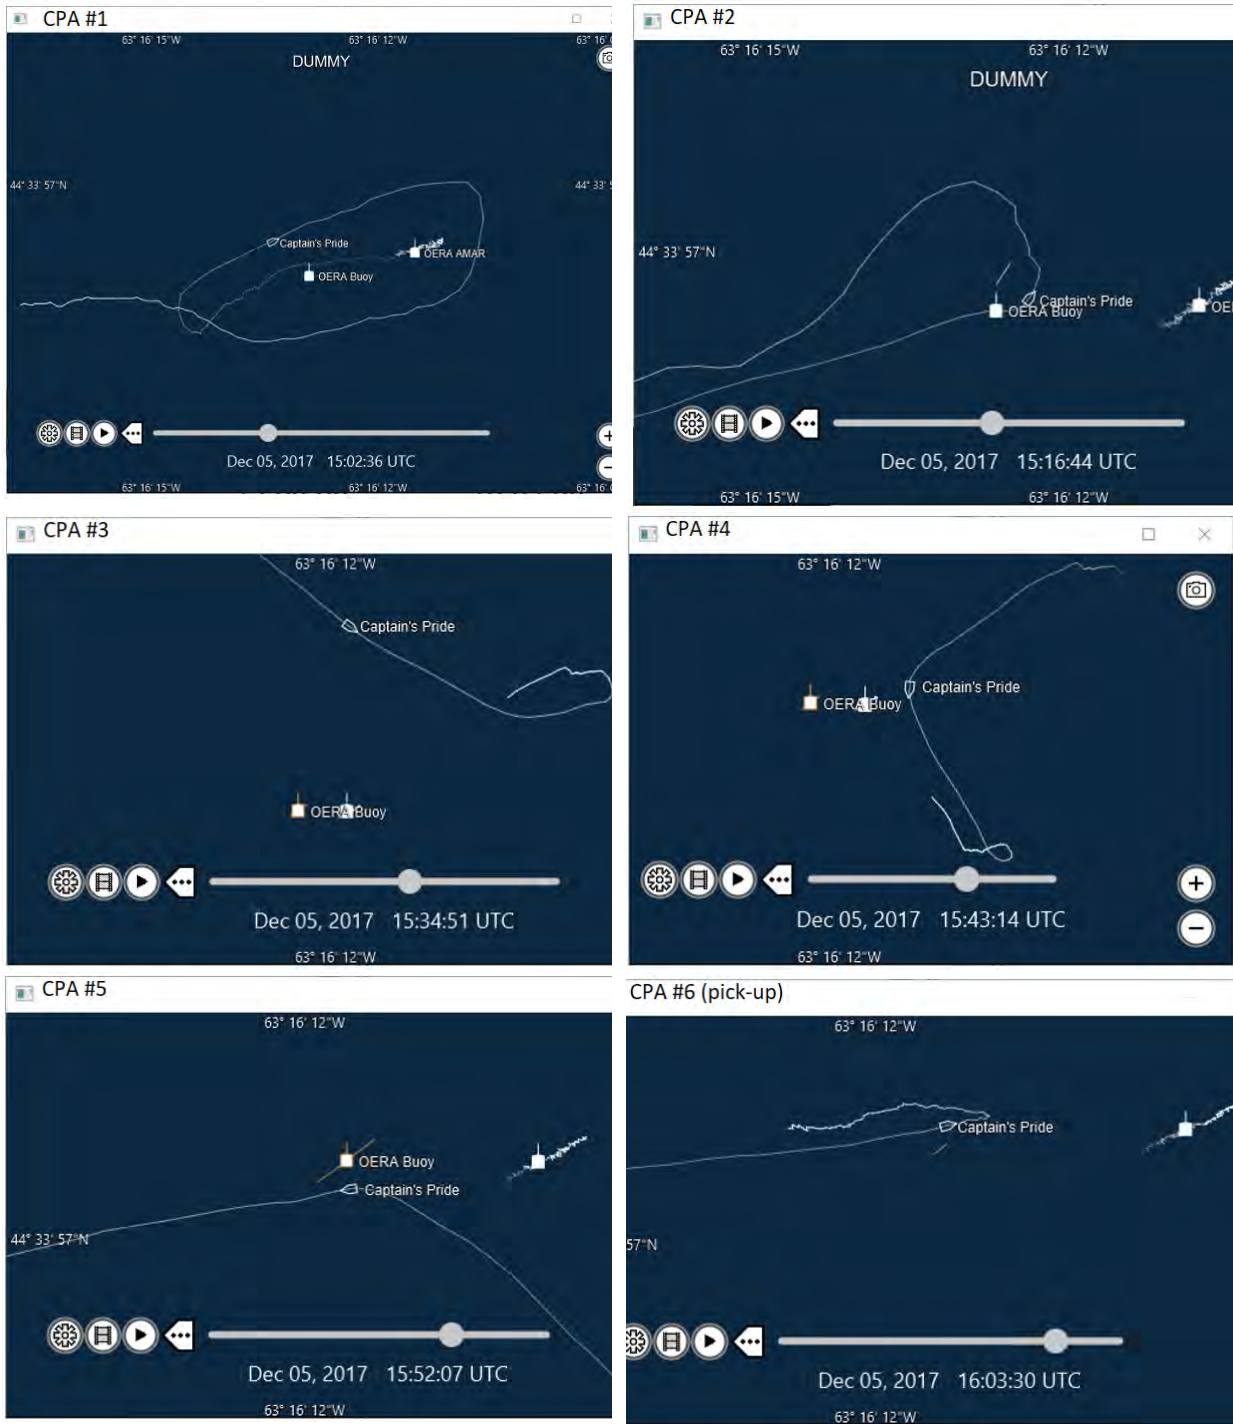 CPA #1
63° 16' 15"W
63° 16' 12"W
63° 16'
DUMMY
44° 33' 57"N
44° 33'
Captain's Pride
OERA AMAR
OERA Buoy
Dec 05, 2017 15:02:36 UTC
63° 16' 15"W
63° 16' 12"W
63° 16'
CPA #2
63° 16' 15"W
63° 16' 12"W
DUMMY
44° 33' 57"N
Captain's Pride
OERA Buoy
OE
Dec 05, 2017 15:16:44 UTC
63° 16' 15"W
63° 16' 12"W
CPA #3
63° 16' 12"W
Captain's Pride
OERA Buoy
Dec 05, 2017 15:34:51 UTC
63° 16' 12"W
CPA #4
63° 16' 12"W
Captain's Pride
OERA Buoy
Dec 05, 2017 15:43:14 UTC
63° 16' 12"W
CPA #5
63° 16' 12"W
OERA Buoy
Captain's Pride
44° 33' 57"N
Dec 05, 2017 15:52:07 UTC
63° 16' 12"W
CPA #6 (pick-up)
63° 16' 12"W
Captain's Pride
57"N
Dec 05, 2017 16:03:30 UTC
63° 16' 12"W